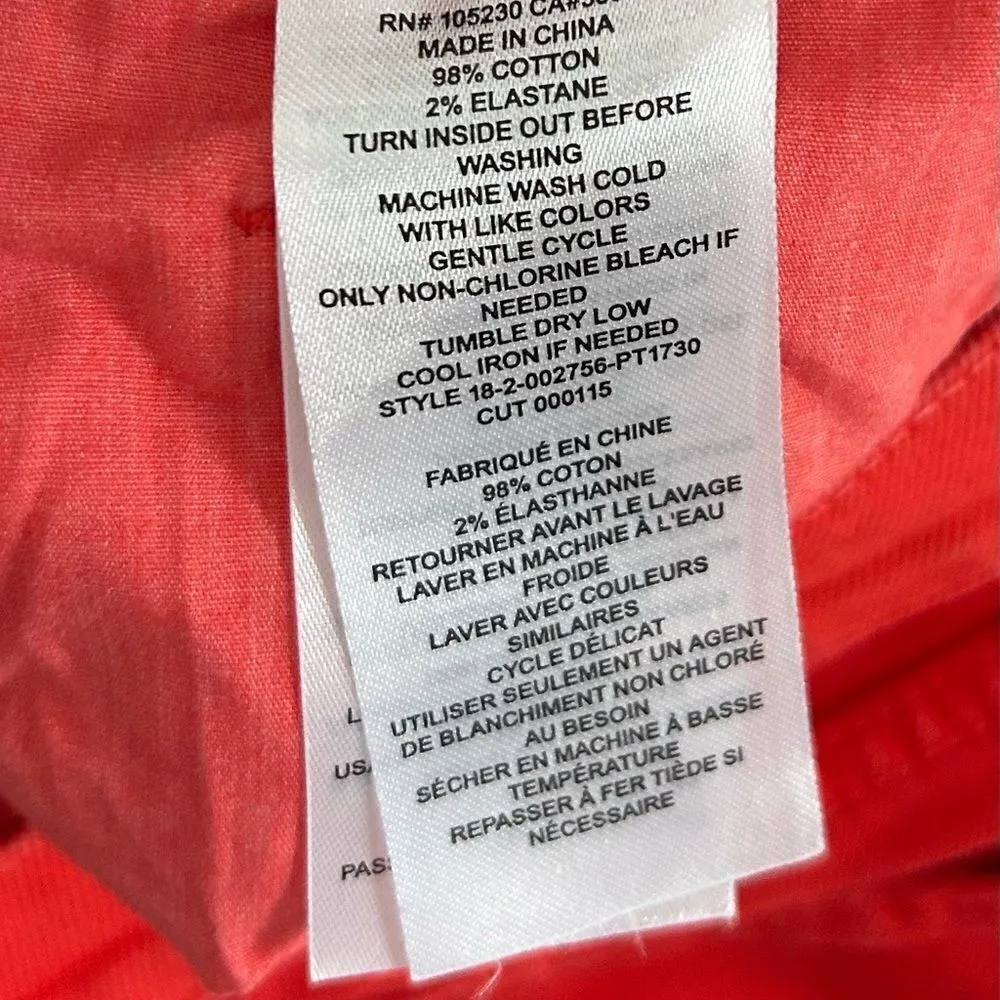 RN# 105230 CA#
MADE IN CHINA
98% COTTON
2% ELASTANE
TURN INSIDE OUT BEFORE
WASHING
MACHINE WASH COLD
WITH LIKE COLORS
GENTLE CYCLE
ONLY NON-CHLORINE BLEACH IF
NEEDED
TUMBLE DRY LOW
COOL IRON IF NEEDED
STYLE 18-2-002756-PT1730
CUT 000115
FABRIQUÉ EN CHINE
98% COTON
2% ÉLASTHANNE
RETOURNER AVANT LE LAVAGE
LAVER EN MACHINE À L'EAU
FROIDE
LAVER AVEC COULEURS
SIMILAIRES
CYCLE DÉLICAT
UTILISER SEULEMENT UN AGENT
DE BLANCHIMENT NON CHLORÉ
AU BESOIN
SÉCHER EN MACHINE À BASSE
TEMPÉRATURE
REPASSER À FER TIÈDE SI
NÉCESSAIRE